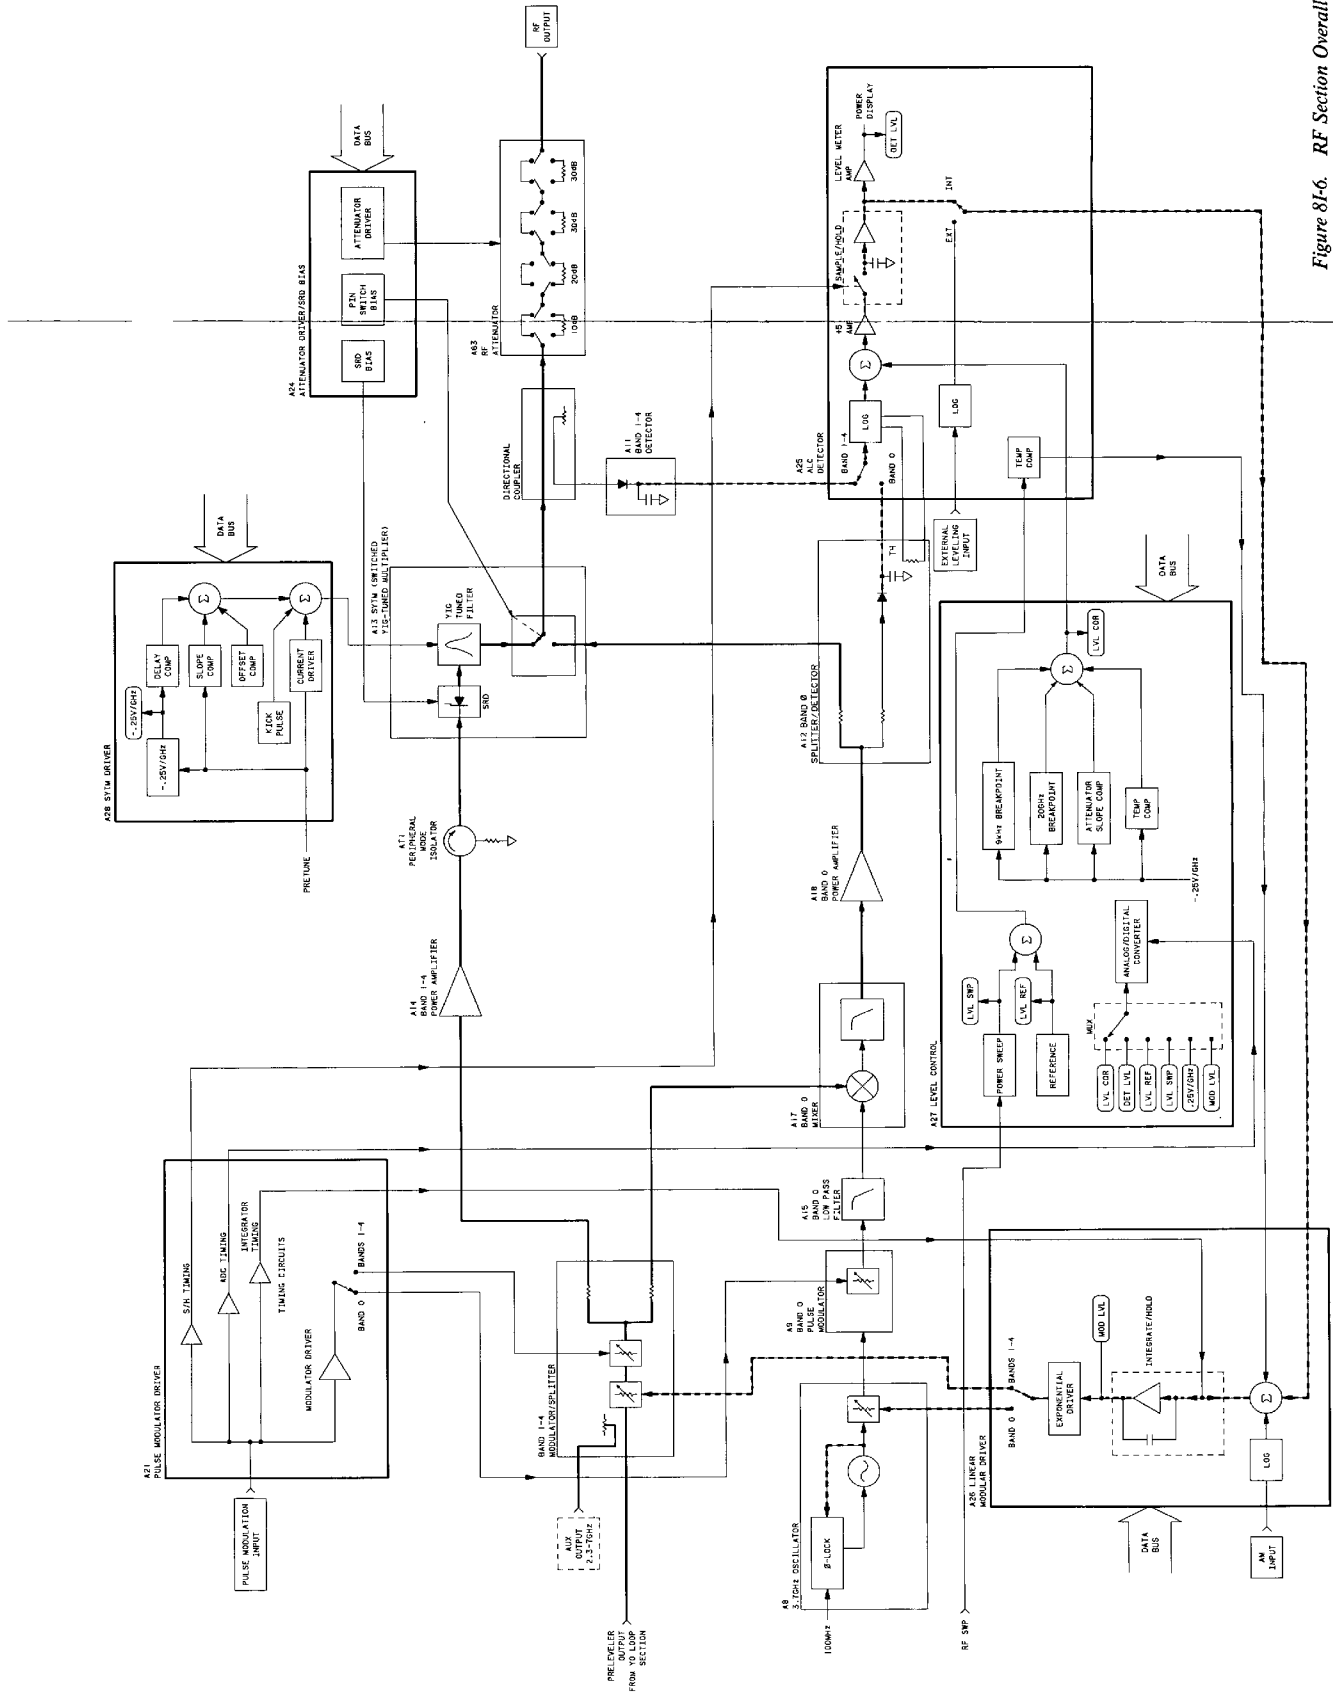 A21
PULSE MODULATOR DRIVER
PULSE MODULATION
INPUT
S/H TIMING
ADC TIMING
INTEGRATOR
TIMING
TIMING CIRCUITS
MODULATOR DRIVER
BAND 0
BANDS 1-4
A28 SYTM DRIVER
-.25V/GHz
-.25V/GHz
DELAY
COMP
SLOPE
COMP
OFFSET
COMP
KICK
PULSE
CURRENT
DRIVER
Σ
Σ
PRETUNE
DATA
BUS
A24
ATTENUATOR DRIVER/SRD BIAS
SRD
BIAS
PIN
SWITCH
BIAS
ATTENUATOR
DRIVER
DATA
BUS
A13 SYTM (SWITCHED
YIG-TUNED MULTIPLIER)
SRD
YIG
TUNED
FILTER
A63
RF
ATTENUATOR
10dB
20dB
30dB
30dB
RF
OUTPUT
DIRECTIONAL
COUPLER
A11
BAND 1-4
DETECTOR
PERIPHERAL
MODE
ISOLATOR
A14
BAND 1-4
POWER AMPLIFIER
BAND 1-4
MODULATOR/SPLITTER
AUX
OUTPUT
2.3-7GHz
PRELEVELER
OUTPUT
FROM YO LOOP
SECTION
A8
3.7GHz OSCILLATOR
Ø-LOCK
100MHz
A9
BAND 0
PULSE
MODULATOR
A15
BAND 0
LOW PASS
FILTER
A17
BAND 0
MIXER
A18
BAND 0
POWER AMPLIFIER
A12 BAND Ø
SPLITTER/DETECTOR
TH
A25
ALC
DETECTOR
BAND 1-4
BAND 0
LOG
Σ
+5
AMP
SAMPLE/HOLD
LEVEL METER
AMP
POWER
DISPLAY
DET LVL
INT
EXT
LOG
EXTERNAL
LEVELING
INPUT
TEMP
COMP
A27 LEVEL CONTROL
POWER SWEEP
REFERENCE
LVL SWP
LVL REF
Σ
MUX
LVL COR
DET LVL
LVL REF
LVL SWP
.25V/GHz
MOD LVL
ANALOG/DIGITAL
CONVERTER
9kHz BREAKPOINT
20GHz
BREAKPOINT
ATTENUATOR
SLOPE COMP
TEMP
COMP
-.25V/GHz
Σ
LVL COR
DATA
BUS
RF SWP
A26 LINEAR
MODULAR DRIVER
BAND 0
BANDS 1-4
EXPONENTIAL
DRIVER
MOD LVL
INTEGRATE/HOLD
Σ
LOG
AM
INPUT
DATA
BUS
Figure 8I-6. RF Section Overall